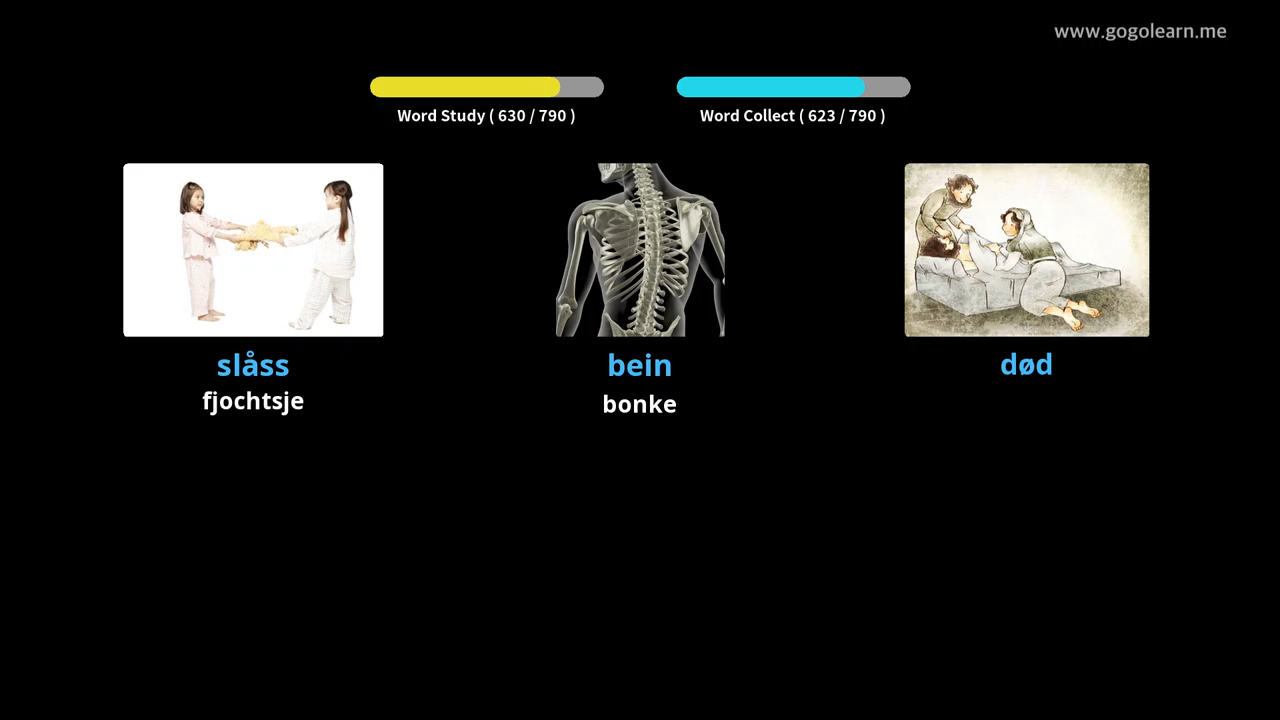 www.gogolearn.me
Word Study ( 630 / 790 )
Word Collect ( 623 / 790 )
slåss
fjochtsje
bein
bonke
død